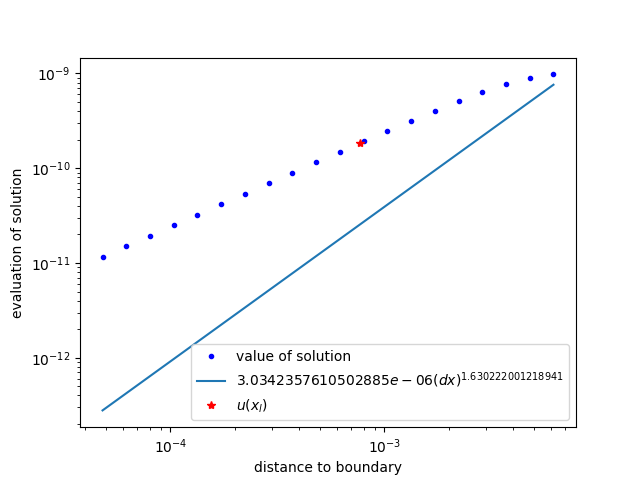 10⁻⁹
10⁻¹⁰
10⁻¹¹
10⁻¹²
evaluation of solution
value of solution
3.0342357610502885e − 06(dx)^1.630222001218941
u(x_l)
10⁻⁴
10⁻³
distance to boundary